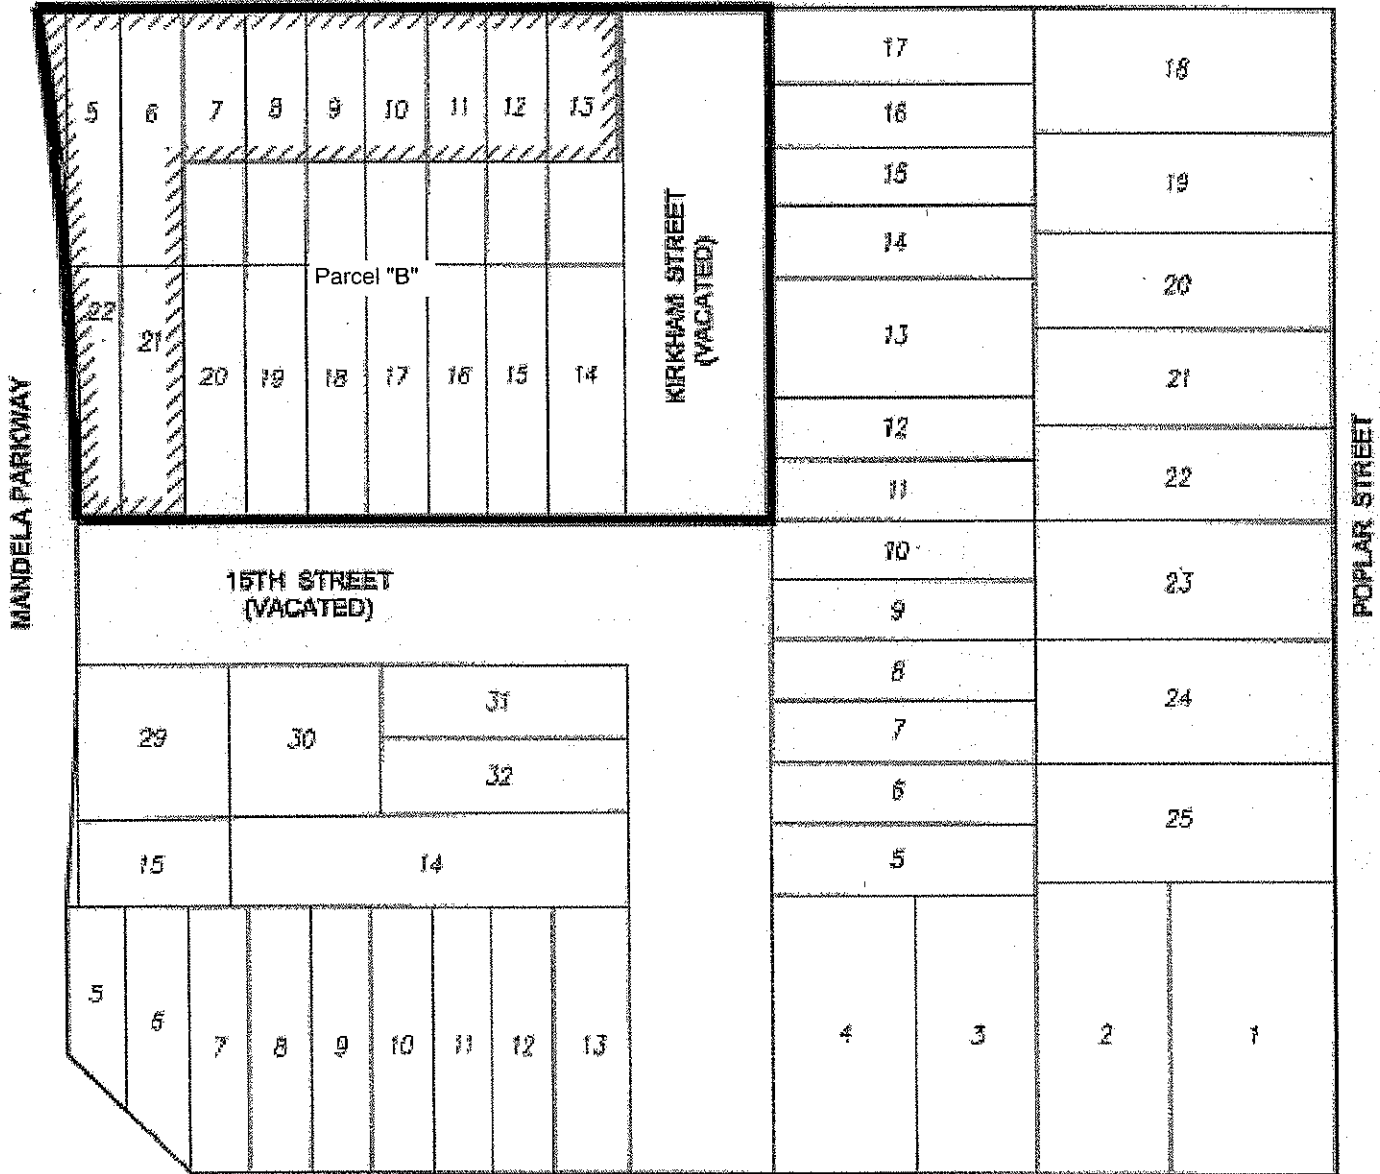 5 6 7 8 9 10 11 12 13
17
16
15
14
13
12
11
10
9
8
7
6
5
18
19
20
21
22
23
24
25
KIRKHAM STREET
(VACATED)
Parcel "B"
22 21 20 19 18 17 16 15 14
MANDELA PARKWAY
POPLAR STREET
15TH STREET
(VACATED)
29 30 31
32
15 14
5 6 7 8 9 10 11 12 13
4 3 2 1